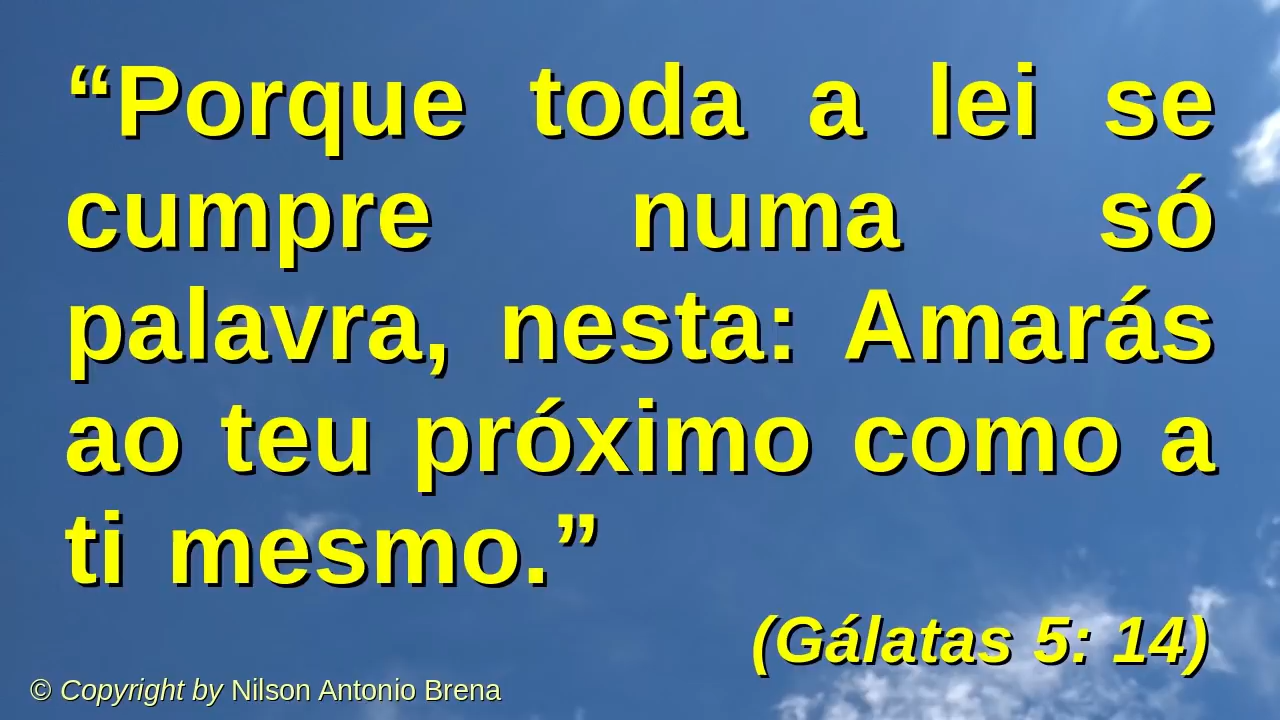 “Porque toda a lei se
cumpre numa só
palavra, nesta: Amarás
ao teu próximo como a
ti mesmo.”
(Gálatas 5: 14)
© Copyright by Nilson Antonio Brena